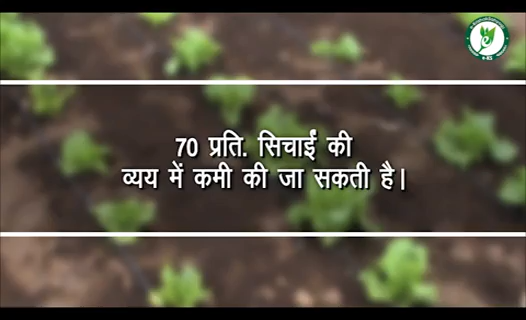 70 प्रति. सिचाईं की
व्यय में कमी की जा सकती है।